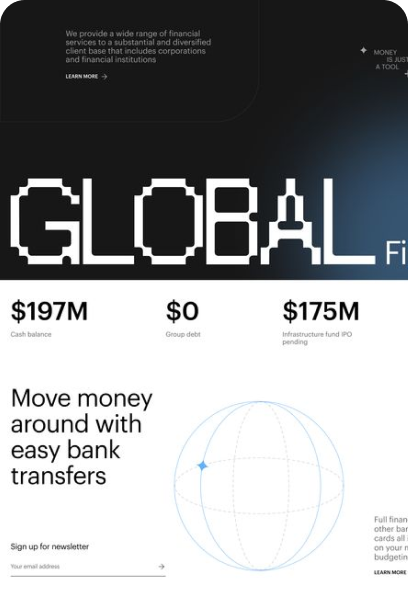 We provide a wide range of financial
services to a substantial and diversified
client base that includes corporations
and financial institutions
LEARN MORE
MONEY
IS JUST
A TOOL
GLOBAL Fi
$197M
Cash balance
$0
Group debt
$175M
Infrastructure fund IPO
pending
Move money
around with
easy bank
transfers
Sign up for newsletter
Your email address
Full finan
other ban
cards all i
on your m
budgetin
LEARN MORE